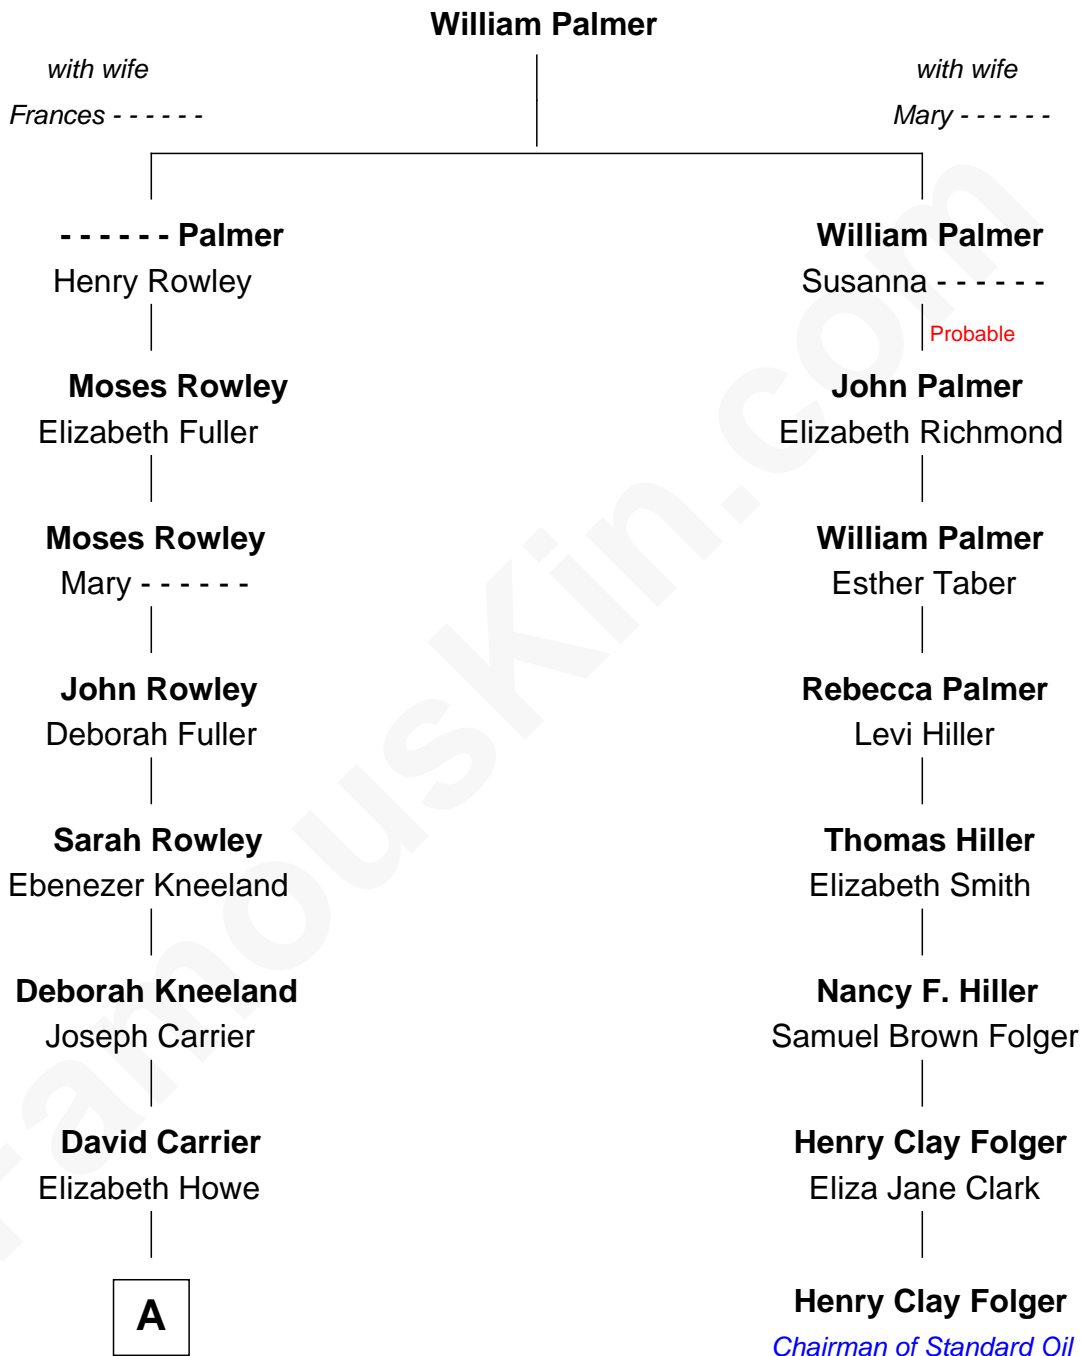 William Palmer
with wife
Frances - - - - - -
with wife
Mary - - - - - -
- - - - - - Palmer
Henry Rowley
Moses Rowley
Elizabeth Fuller
Moses Rowley
Mary - - - - - -
John Rowley
Deborah Fuller
Sarah Rowley
Ebenezer Kneeland
Deborah Kneeland
Joseph Carrier
David Carrier
Elizabeth Howe
A
William Palmer
Susanna - - - - - -
Probable
John Palmer
Elizabeth Richmond
William Palmer
Esther Taber
Rebecca Palmer
Levi Hiller
Thomas Hiller
Elizabeth Smith
Nancy F. Hiller
Samuel Brown Folger
Henry Clay Folger
Eliza Jane Clark
Henry Clay Folger
Chairman of Standard Oil
FamousKin.com